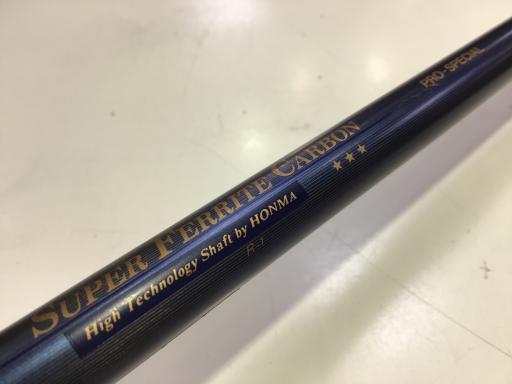 SUPER FERRITE CARBON
★★★
PRO-SPECIAL
High Technology Shaft by HONMA
R-1